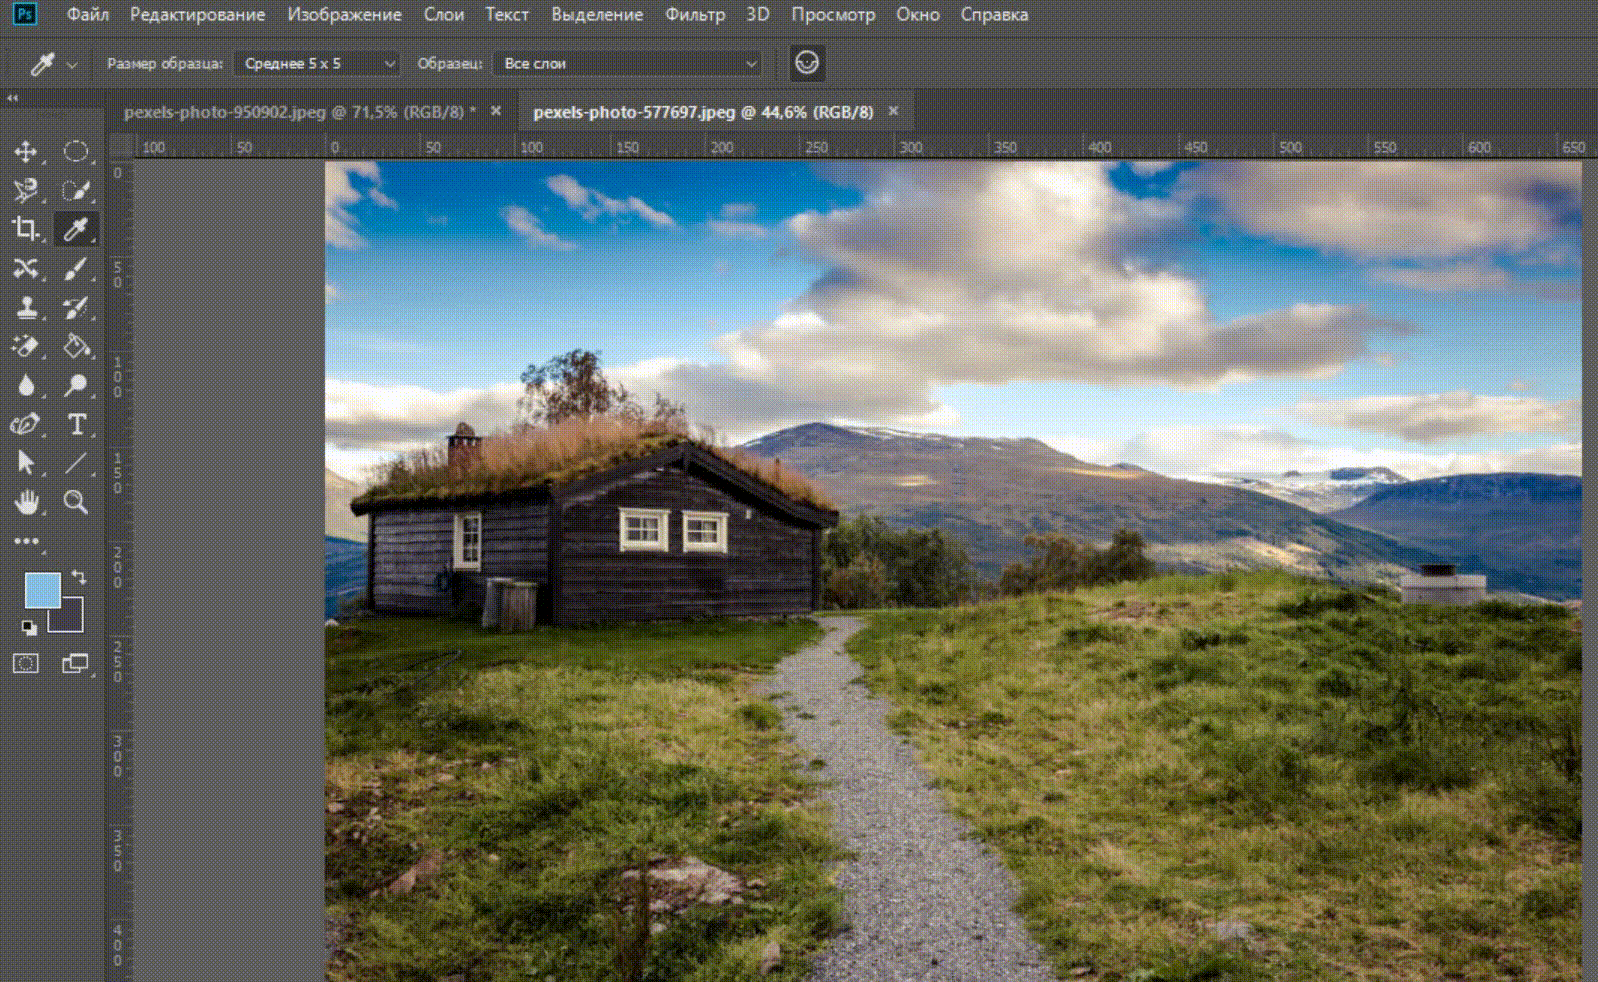 Ps Файл Редактирование Изображение Слои Текст Выделение Фильтр 3D Просмотр Окно Справка
Размер образца: Среднее 5 x 5 Образец: Все слои
pexels-photo-950902.jpeg @ 71,5% (RGB/8) * × pexels-photo-577697.jpeg @ 44,6% (RGB/8) ×
100 50 0 50 100 150 200 250 300 350 400 450 500 550 600 650
0
50
100
150
200
250
300
350
400
T